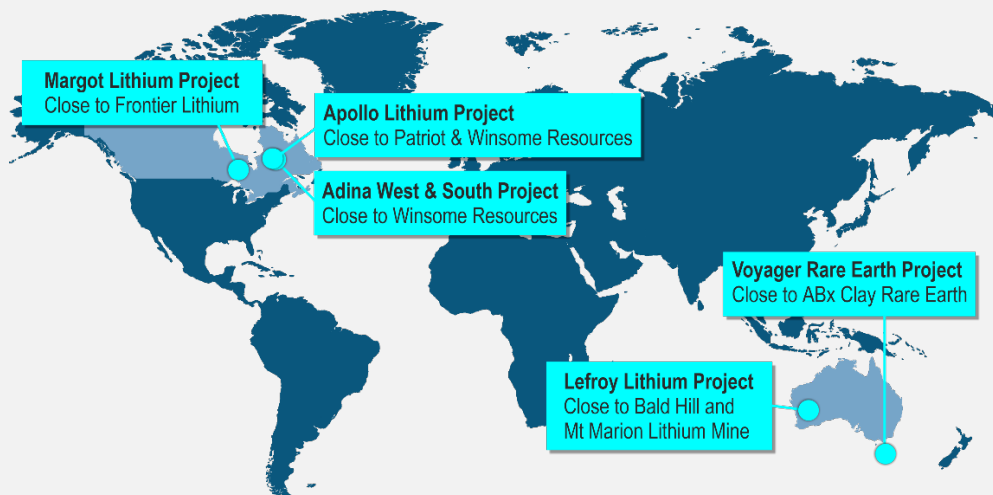 Margot Lithium Project
Close to Frontier Lithium
Apollo Lithium Project
Close to Patriot & Winsome Resources
Adina West & South Project
Close to Winsome Resources
Voyager Rare Earth Project
Close to ABx Clay Rare Earth
Lefroy Lithium Project
Close to Bald Hill and
Mt Marion Lithium Mine